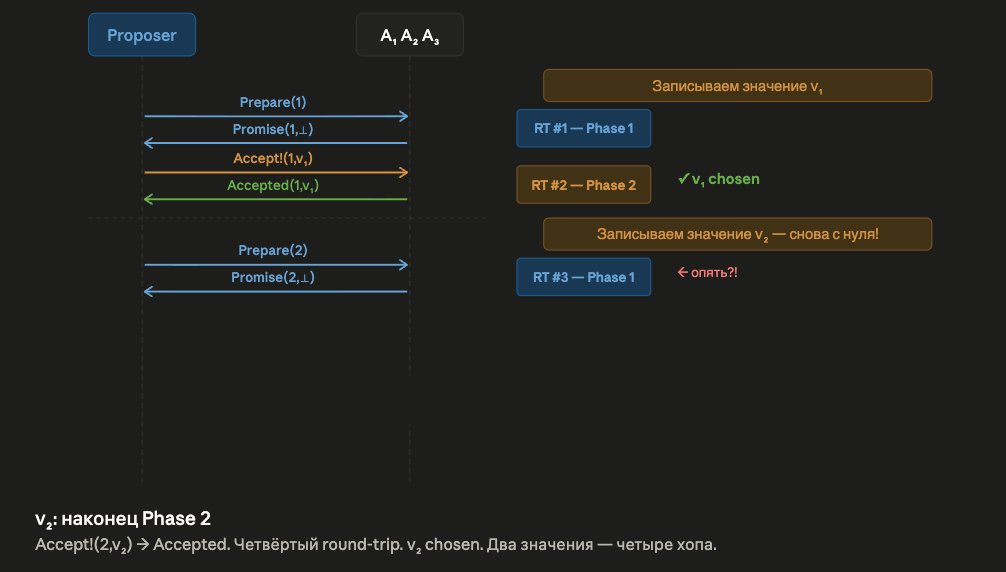 Proposer
A₁ A₂ A₃
Записываем значение v₁
Prepare(1)
RT #1 — Phase 1
Promise(1,⊥)
Accept!(1,v₁)
RT #2 — Phase 2
✓ v₁ chosen
Accepted(1,v₁)
Записываем значение v₂ — снова с нуля!
Prepare(2)
RT #3 — Phase 1
← опять?!
Promise(2,⊥)
v₂: наконец Phase 2
Accept!(2,v₂) → Accepted. Четвёртый round-trip. v₂ chosen. Два значения — четыре хопа.